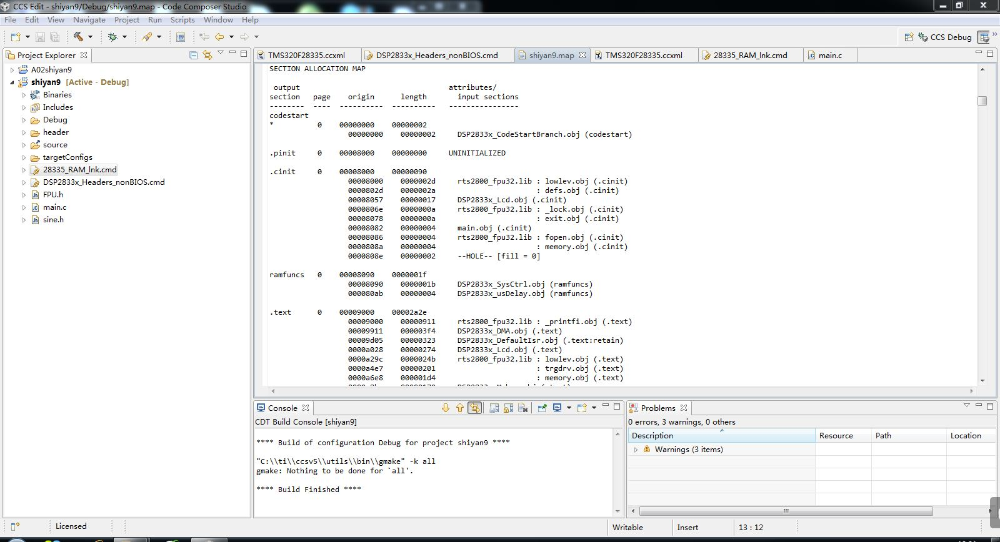 CCS Edit - shiyan9/Debug/shiyan9.map - Code Composer Studio
File Edit View Navigate Project Run Scripts Window Help
CCS Debug
Project Explorer
A02shiyan9
shiyan9 [Active - Debug]
Binaries
Includes
Debug
header
source
targetConfigs
28335_RAM_lnk.cmd
DSP2833x_Headers_nonBIOS.cmd
FPU.h
main.c
sine.h
TMS320F28335.ccxml DSP2833x_Headers_nonBIOS.cmd shiyan9.map TMS320F28335.ccxml 28335_RAM_lnk.cmd main.c
SECTION ALLOCATION MAP
output attributes/
section page origin length input sections
-------- ---- ---------- ---------- ----------------
codestart
* 0 00000000 00000002
00000000 00000002 DSP2833x_CodeStartBranch.obj (codestart)
.pinit 0 00008000 00000000 UNINITIALIZED
.cinit 0 00008000 00000090
00008000 0000002d rts2800_fpu32.lib : lowlev.obj (.cinit)
0000802d 0000002a : defs.obj (.cinit)
00008057 00000017 DSP2833x_Lcd.obj (.cinit)
0000806e 0000000a rts2800_fpu32.lib : _lock.obj (.cinit)
00008078 0000000a : exit.obj (.cinit)
00008082 00000004 main.obj (.cinit)
00008086 00000004 rts2800_fpu32.lib : fopen.obj (.cinit)
0000808a 00000004 : memory.obj (.cinit)
0000808e 00000002 --HOLE-- [fill = 0]
ramfuncs 0 00008090 0000001f
00008090 0000001b DSP2833x_SysCtrl.obj (ramfuncs)
000080ab 00000004 DSP2833x_usDelay.obj (ramfuncs)
.text 0 00009000 00002a2e
00009000 00000911 rts2800_fpu32.lib : _printfi.obj (.text)
00009911 000003f4 DSP2833x_DMA.obj (.text)
00009d05 00000323 DSP2833x_DefaultIsr.obj (.text:retain)
0000a028 00000274 DSP2833x_Lcd.obj (.text)
0000a29c 0000024b rts2800_fpu32.lib : lowlev.obj (.text)
0000a4e7 00000201 : trgdrv.obj (.text)
0000a6e8 000001d4 : memory.obj (.text)
Console
CDT Build Console [shiyan9]
**** Build of configuration Debug for project shiyan9 ****
"C:\\ti\\ccsv5\\utils\\bin\\gmake" -k all
gmake: Nothing to be done for `all'.
**** Build Finished ****
Problems
0 errors, 3 warnings, 0 others
Description Resource Path Location
Warnings (3 items)
Licensed Writable Insert 13 : 12